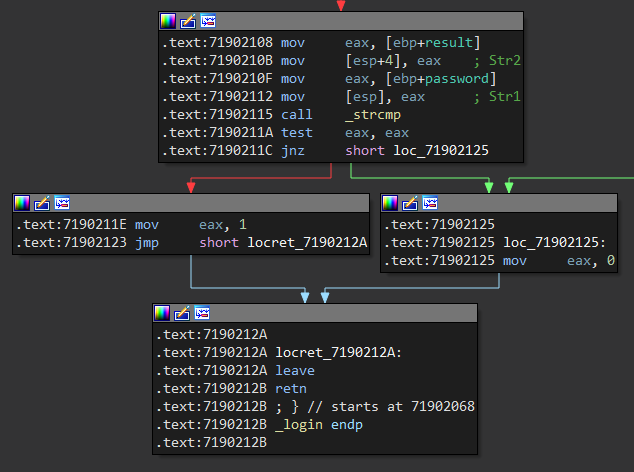 .text:71902108 mov     eax, [ebp+result]
.text:7190210B mov     [esp+4], eax    ; Str2
.text:7190210F mov     eax, [ebp+password]
.text:71902112 mov     [esp], eax      ; Str1
.text:71902115 call    _strcmp
.text:7190211A test    eax, eax
.text:7190211C jnz     short loc_71902125
.text:7190211E mov     eax, 1
.text:71902123 jmp     short locret_7190212A
.text:71902125
.text:71902125 loc_71902125:
.text:71902125 mov     eax, 0
.text:7190212A
.text:7190212A locret_7190212A:
.text:7190212A leave
.text:7190212B retn
.text:7190212B ; } // starts at 71902068
.text:7190212B _login endp
.text:7190212B